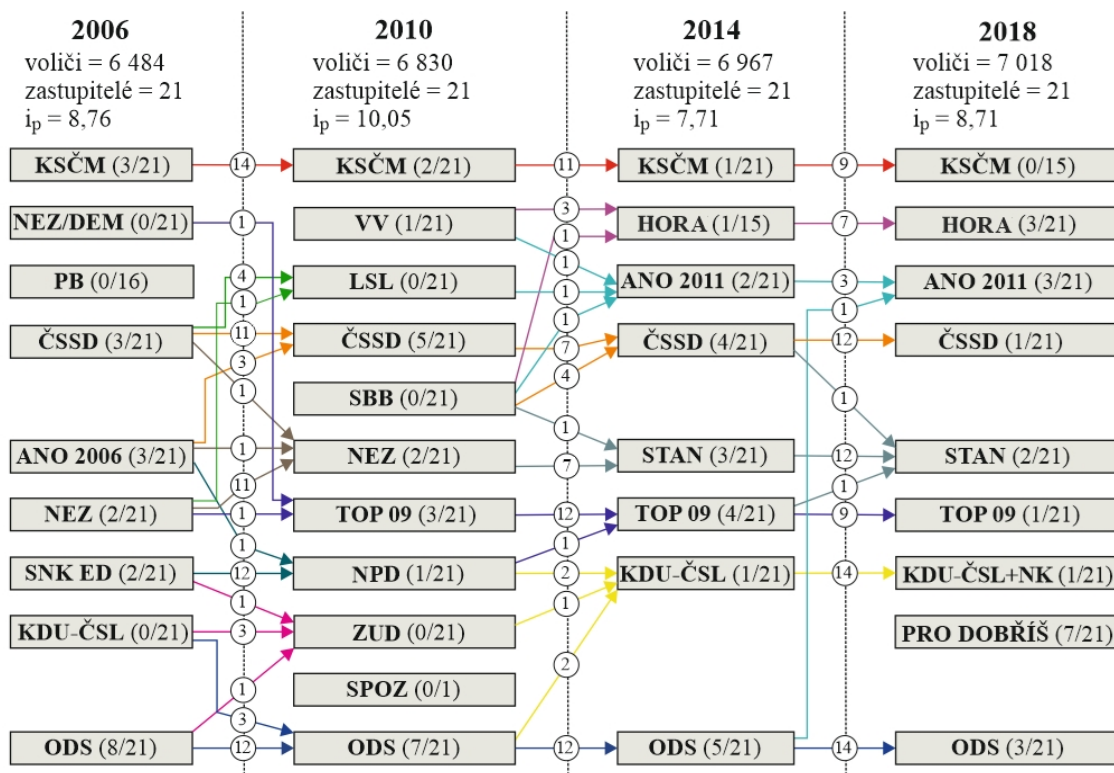 2006
voliči = 6 484
zastupitelé = 21
i_p = 8,76
KSČM (3/21)
NEZ/DEM (0/21)
PB (0/16)
ČSSD (3/21)
ANO 2006 (3/21)
NEZ (2/21)
SNK ED (2/21)
KDU-ČSL (0/21)
ODS (8/21)
14
1
4
1
11
3
1
1
11
1
1
12
1
3
1
3
12
2010
voliči = 6 830
zastupitelé = 21
i_p = 10,05
KSČM (2/21)
VV (1/21)
LSL (0/21)
ČSSD (5/21)
SBB (0/21)
NEZ (2/21)
TOP 09 (3/21)
NPD (1/21)
ZUD (0/21)
SPOZ (0/1)
ODS (7/21)
11
3
1
1
1
1
7
4
1
7
12
1
2
1
2
12
2014
voliči = 6 967
zastupitelé = 21
i_p = 7,71
KSČM (1/21)
HORA (1/15)
ANO 2011 (2/21)
ČSSD (4/21)
STAN (3/21)
TOP 09 (4/21)
KDU-ČSL (1/21)
ODS (5/21)
9
7
3
1
12
1
12
1
9
14
14
2018
voliči = 7 018
zastupitelé = 21
i_p = 8,71
KSČM (0/15)
HORA (3/21)
ANO 2011 (3/21)
ČSSD (1/21)
STAN (2/21)
TOP 09 (1/21)
KDU-ČSL+NK (1/21)
PRO DOBŘÍŠ (7/21)
ODS (3/21)